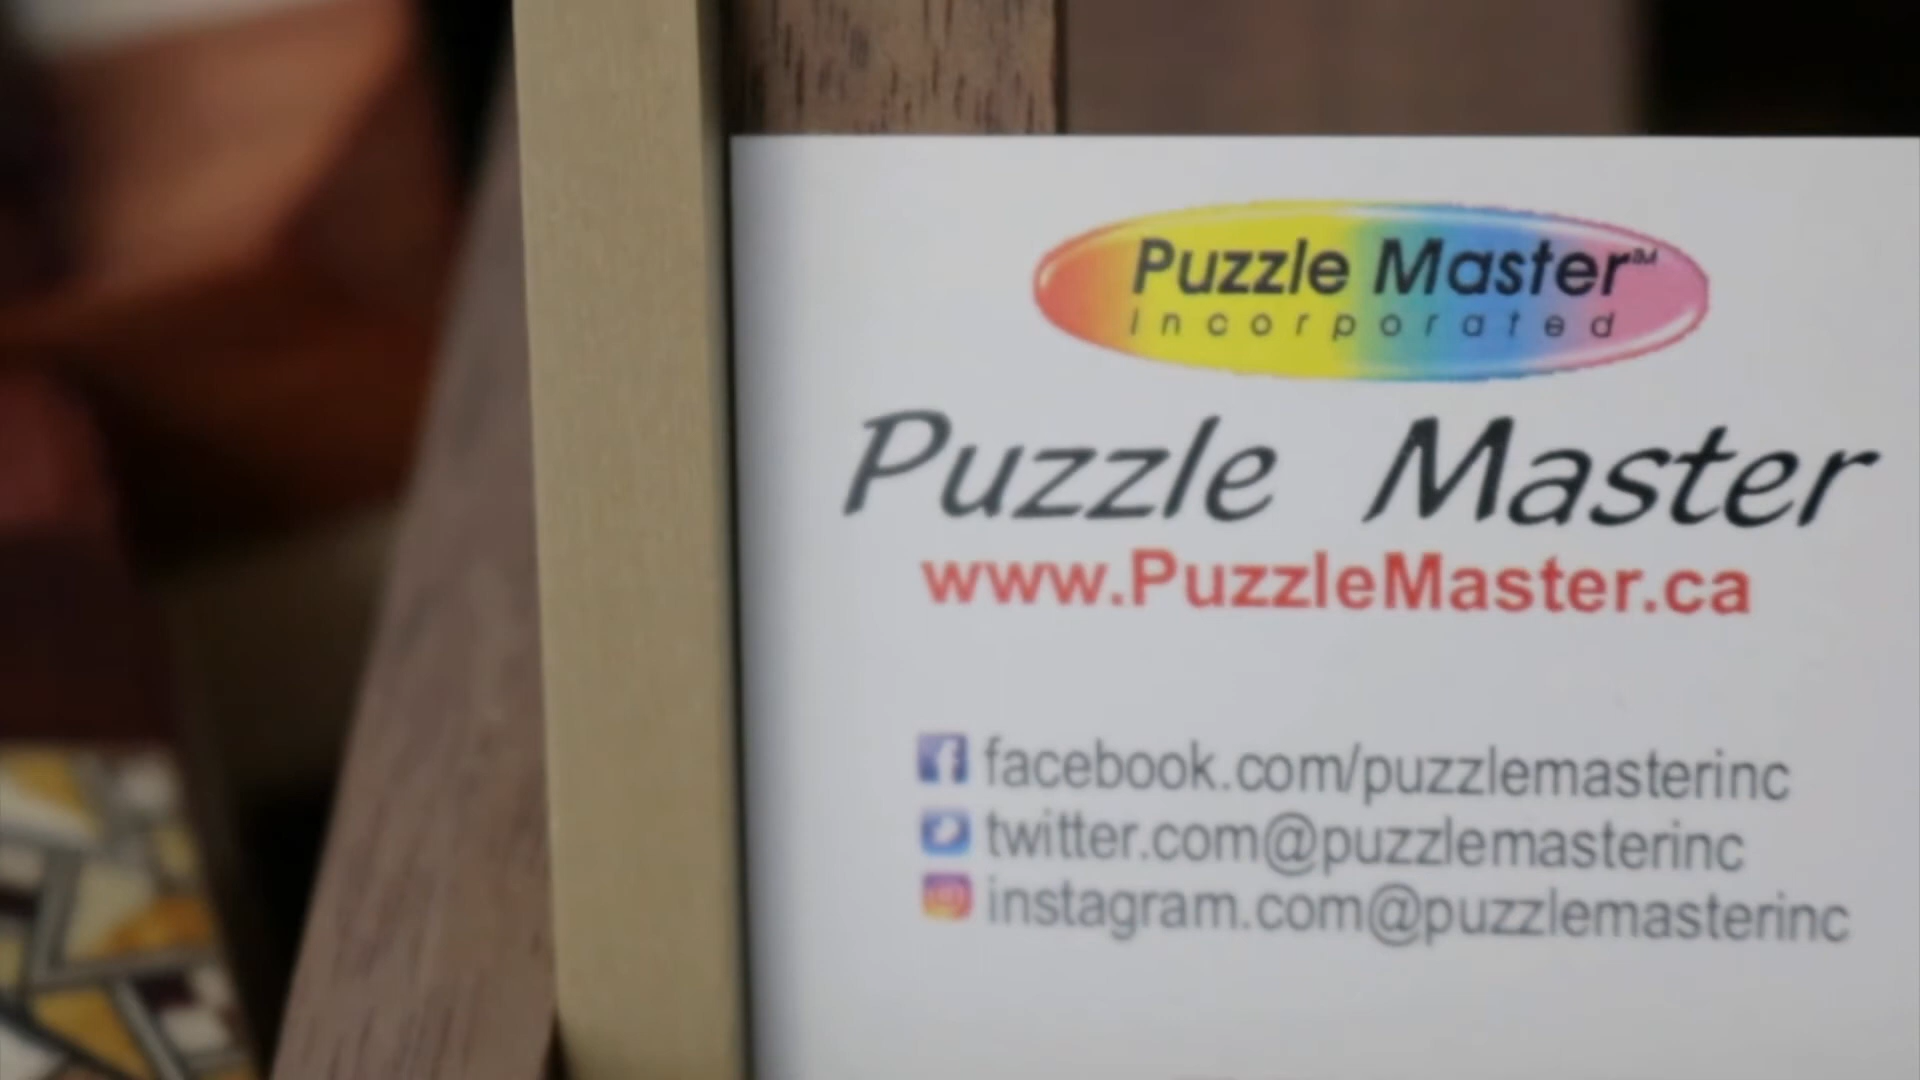 Puzzle Master™
Incorporated
Puzzle Master
www.PuzzleMaster.ca
facebook.com/puzzlemasterinc
twitter.com@puzzlemasterinc
instagram.com@puzzlemasterinc